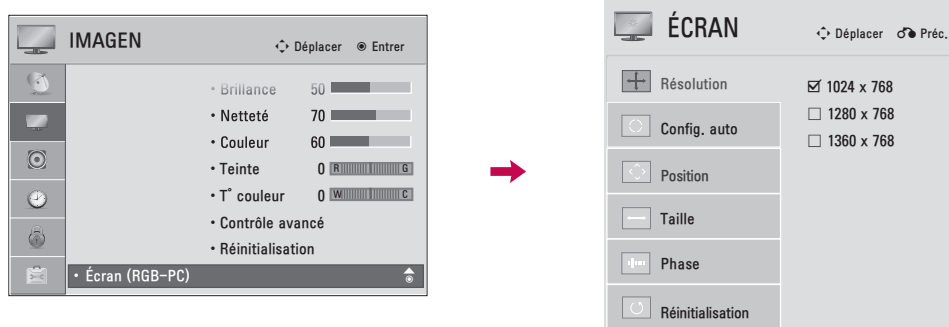 IMAGEN
Déplacer Entrer
• Brillance 50
• Netteté 70
• Couleur 60
• Teinte 0 R G
• T° couleur 0 W C
• Contrôle avancé
• Réinitialisation
• Écran (RGB-PC)
ÉCRAN
Déplacer Préc.
Résolution
Config. auto
Position
Taille
Phase
Réinitialisation
☑ 1024 x 768
☐ 1280 x 768
☐ 1360 x 768